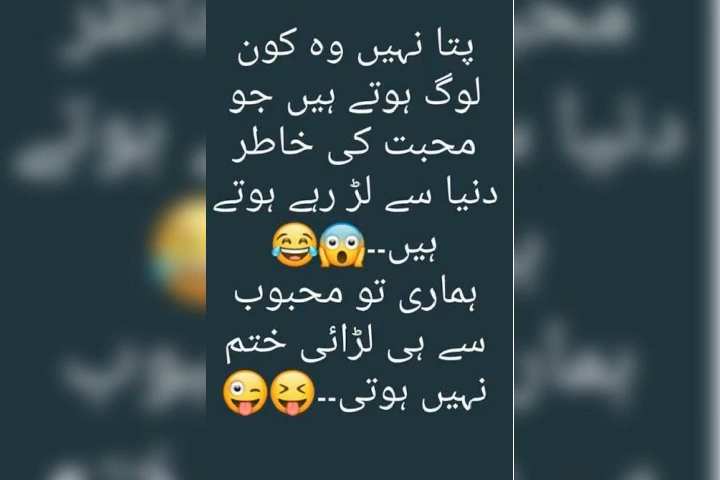 پتا نہیں وہ کون
لوگ ہوتے ہیں جو
محبت کی خاطر
دنیا سے لڑ رہے ہوتے
ہیں..😱😂
ہماری تو محبوب
سے ہی لڑائی ختم
نہیں ہوتی..😝😜